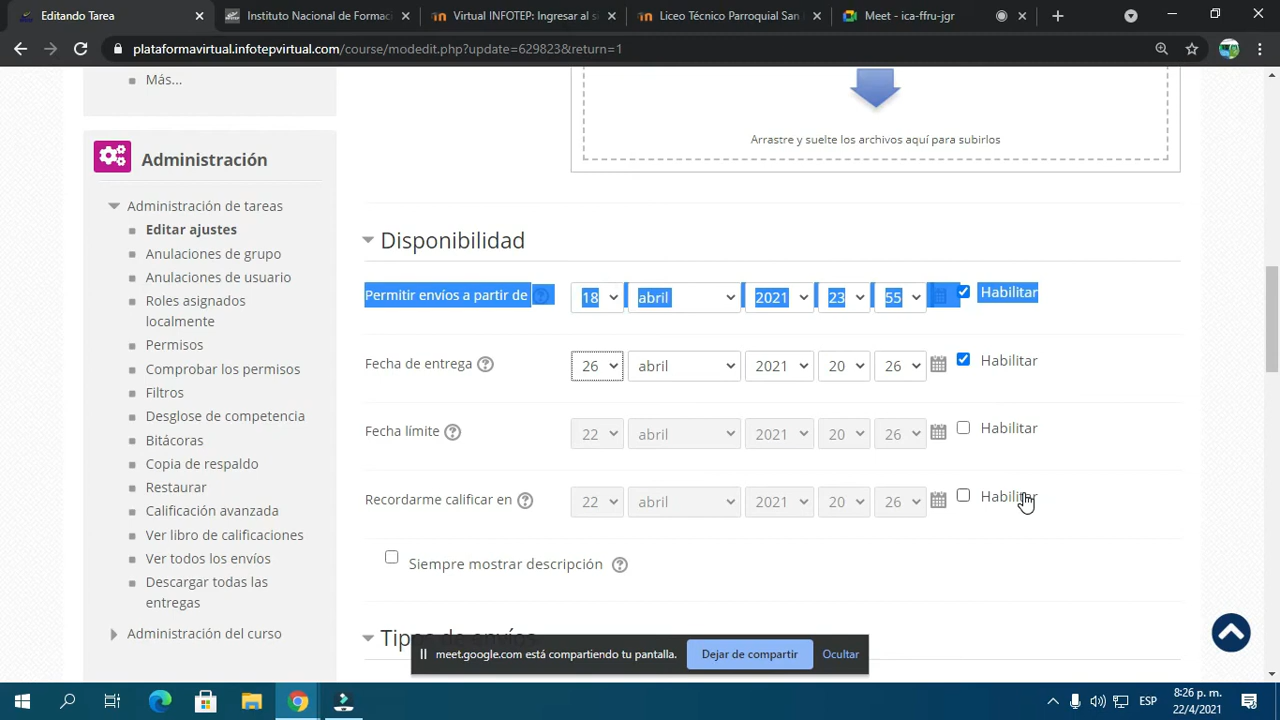 Editando Tarea
Instituto Nacional de Formac
Virtual INFOTEP: Ingresar al si
Liceo Técnico Parroquial San
Meet - ica-ffru-jgr
plataformavirtual.infotepvirtual.com/course/modedit.php?update=629823&return=1
Más...
Arrastre y suelte los archivos aquí para subirlos
Administración
Administración de tareas
Editar ajustes
Anulaciones de grupo
Anulaciones de usuario
Roles asignados
localmente
Permisos
Comprobar los permisos
Filtros
Desglose de competencia
Bitácoras
Copia de respaldo
Restaurar
Calificación avanzada
Ver libro de calificaciones
Ver todos los envíos
Descargar todas las
entregas
Administración del curso
Disponibilidad
Permitir envíos a partir de ? 18 abril 2021 23 55 Habilitar
Fecha de entrega ? 26 abril 2021 20 26 Habilitar
Fecha límite ? 22 abril 2021 20 26 Habilitar
Recordarme calificar en ? 22 abril 2021 20 26 Habilitar
Siempre mostrar descripción ?
Tipos de envíos
meet.google.com está compartiendo tu pantalla. Dejar de compartir Ocultar
ESP
8:26 p. m.
22/4/2021